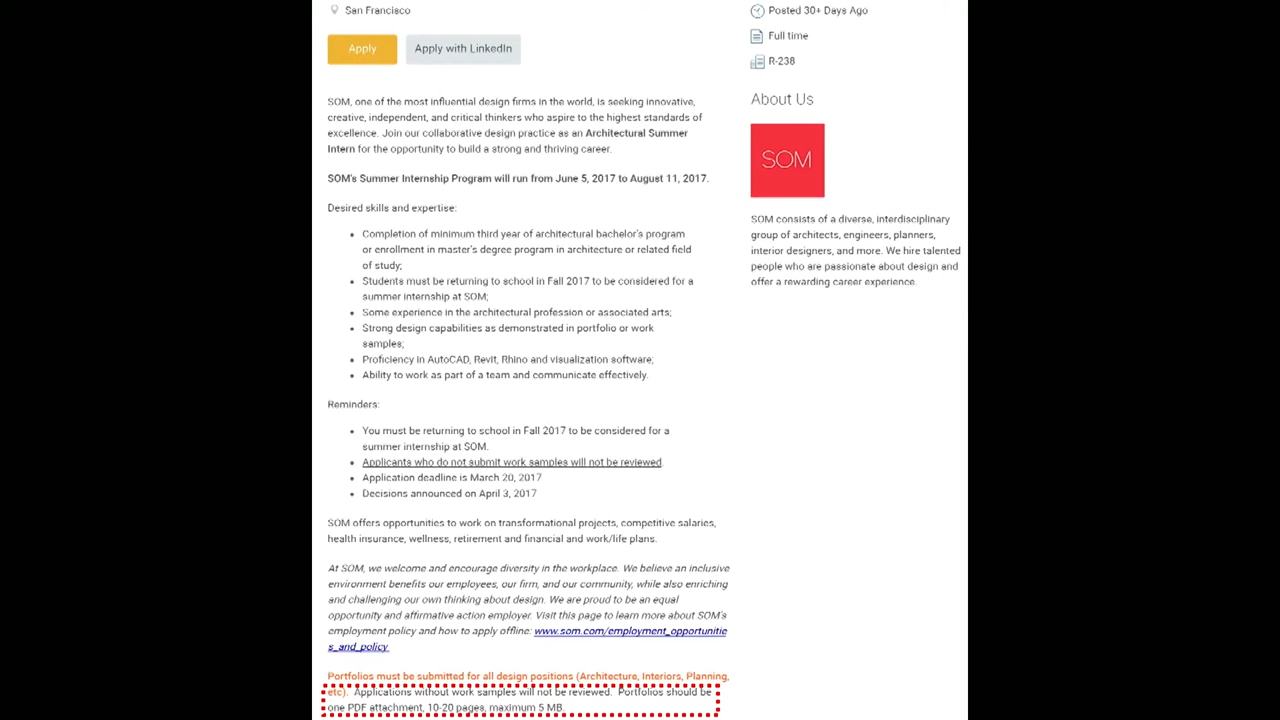 San Francisco
Apply
Apply with LinkedIn
SOM, one of the most influential design firms in the world, is seeking innovative,
creative, independent, and critical thinkers who aspire to the highest standards of
excellence. Join our collaborative design practice as an Architectural Summer
Intern for the opportunity to build a strong and thriving career.
SOM's Summer Internship Program will run from June 5, 2017 to August 11, 2017.
Desired skills and expertise:
• Completion of minimum third year of architectural bachelor's program
or enrollment in master's degree program in architecture or related field
of study;
• Students must be returning to school in Fall 2017 to be considered for a
summer internship at SOM;
• Some experience in the architectural profession or associated arts;
• Strong design capabilities as demonstrated in portfolio or work
samples;
• Proficiency in AutoCAD, Revit, Rhino and visualization software;
• Ability to work as part of a team and communicate effectively.
Reminders:
• You must be returning to school in Fall 2017 to be considered for a
summer internship at SOM.
• Applicants who do not submit work samples will not be reviewed.
• Application deadline is March 20, 2017
• Decisions announced on April 3, 2017
SOM offers opportunities to work on transformational projects, competitive salaries,
health insurance, wellness, retirement and financial and work/life plans.
At SOM, we welcome and encourage diversity in the workplace. We believe an inclusive
environment benefits our employees, our firm, and our community, while also enriching
and challenging our own thinking about design. We are proud to be an equal
opportunity and affirmative action employer. Visit this page to learn more about SOM's
employment policy and how to apply offline: www.som.com/employment_opportunitie
s_and_policy
Portfolios must be submitted for all design positions (Architecture, Interiors, Planning,
etc). Applications without work samples will not be reviewed. Portfolios should be
one PDF attachment, 10-20 pages, maximum 5 MB.
Posted 30+ Days Ago
Full time
R-238
About Us
SOM
SOM consists of a diverse, interdisciplinary
group of architects, engineers, planners,
interior designers, and more. We hire talented
people who are passionate about design and
offer a rewarding career experience.